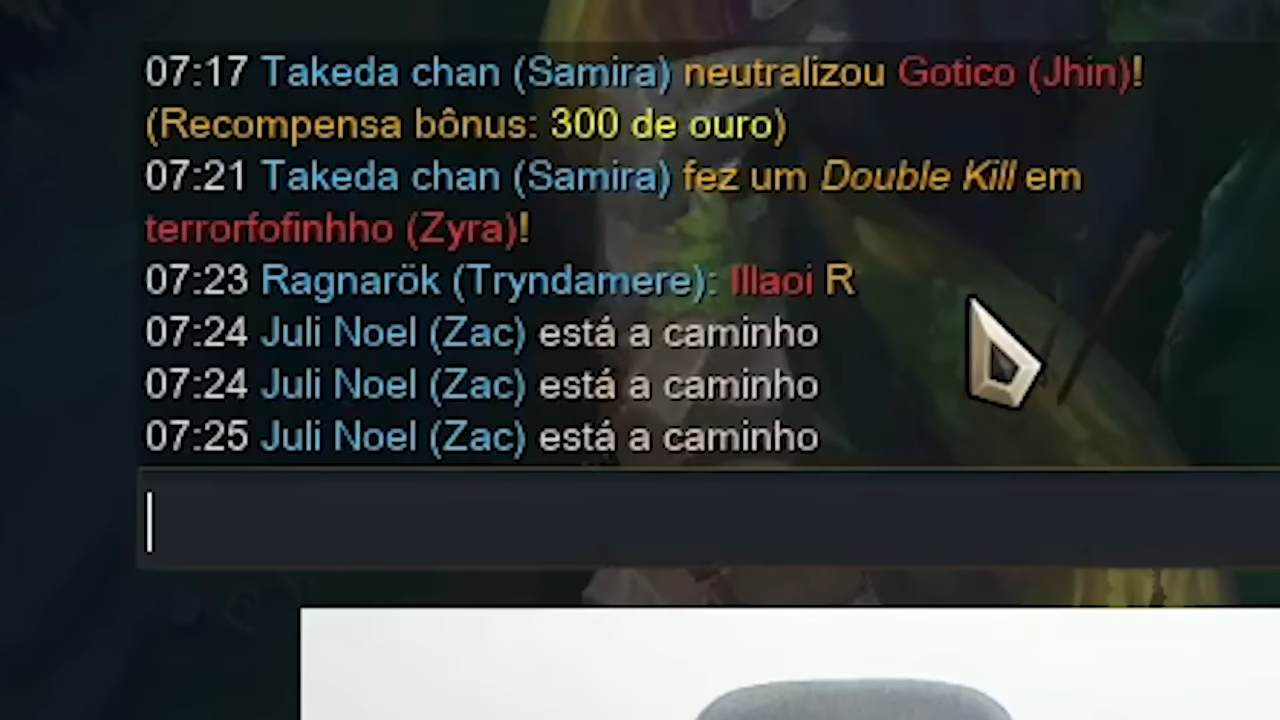 07:17 Takeda chan (Samira) neutralizou Gotico (Jhin)!
(Recompensa bônus: 300 de ouro)
07:21 Takeda chan (Samira) fez um Double Kill em
terrorfofinhho (Zyra)!
07:23 Ragnarök (Tryndamere): Illaoi R
07:24 Juli Noel (Zac) está a caminho
07:24 Juli Noel (Zac) está a caminho
07:25 Juli Noel (Zac) está a caminho